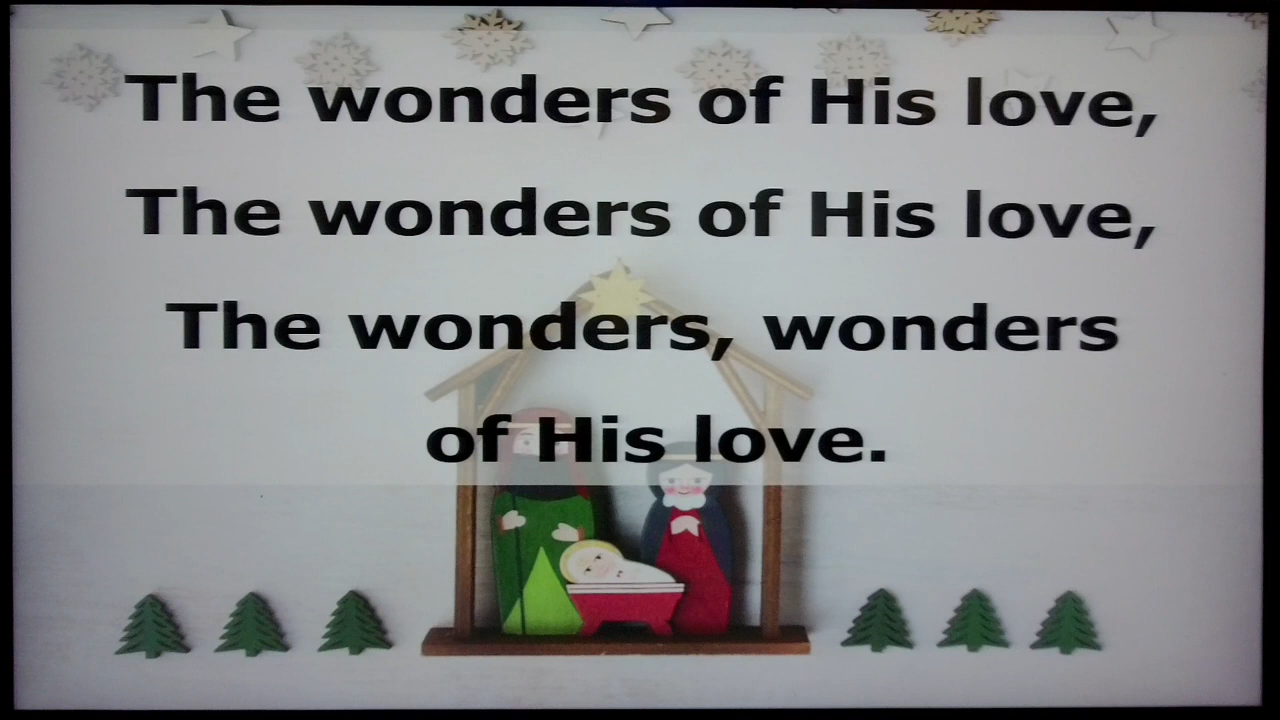 The wonders of His love,
The wonders of His love,
The wonders, wonders
of His love.